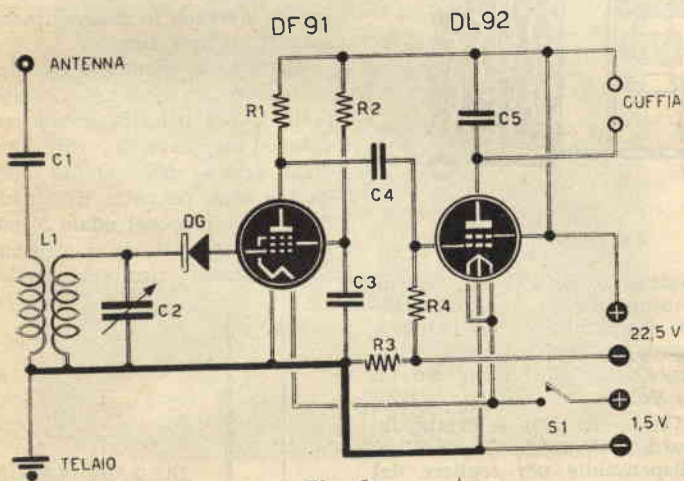 DF91
DL92
ANTENNA
R1
R2
C5
CUFFIA
C1
C4
L1
DG
C2
C3
R4
R3
+
22,5 V
−
+
S1
1,5 V
−
TELAIO